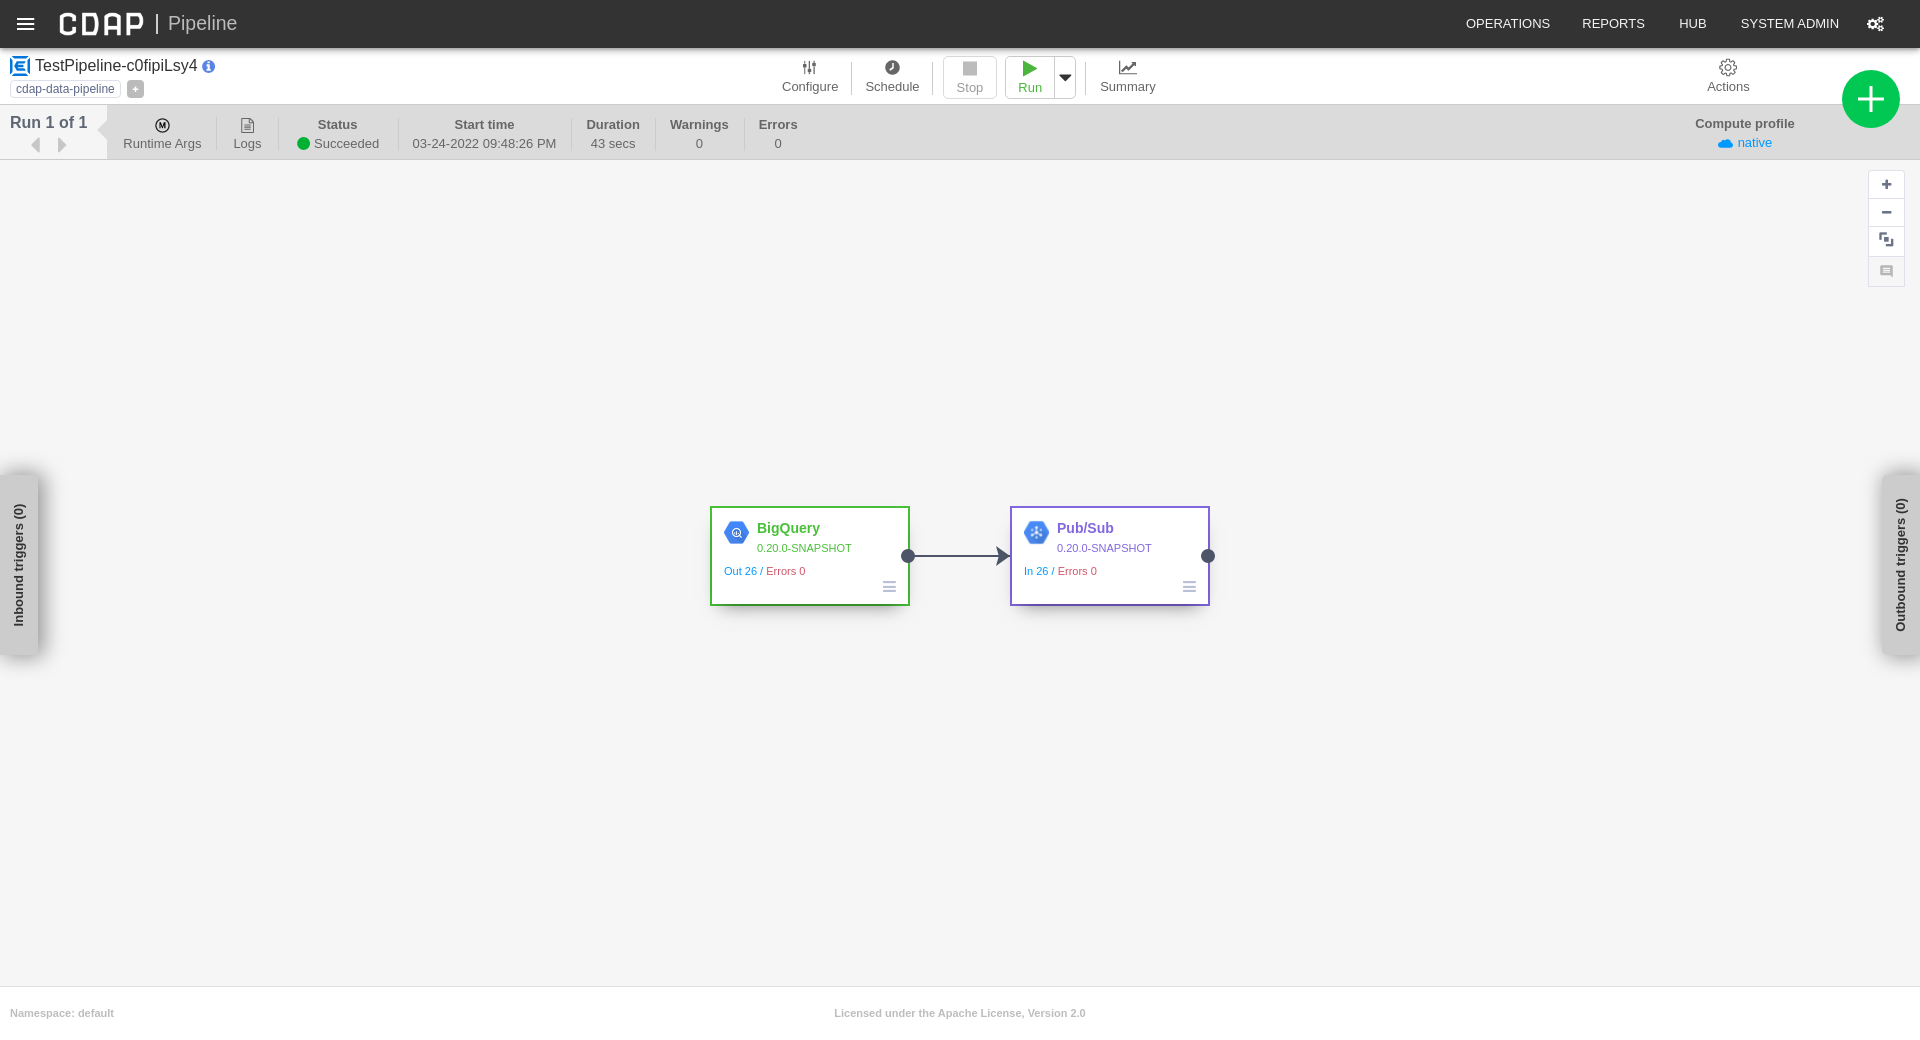 CDAP | Pipeline
OPERATIONS REPORTS HUB SYSTEM ADMIN
TestPipeline-c0fipiLsy4
cdap-data-pipeline +
Configure
Schedule
Stop
Run
Summary
Actions
Run 1 of 1
M
Runtime Args
Logs
Status
Succeeded
Start time
03-24-2022 09:48:26 PM
Duration
43 secs
Warnings
0
Errors
0
Compute profile
native
Inbound triggers (0)
BigQuery
0.20.0-SNAPSHOT
Out 26 / Errors 0
Pub/Sub
0.20.0-SNAPSHOT
In 26 / Errors 0
Outbound triggers (0)
Namespace: default
Licensed under the Apache License, Version 2.0